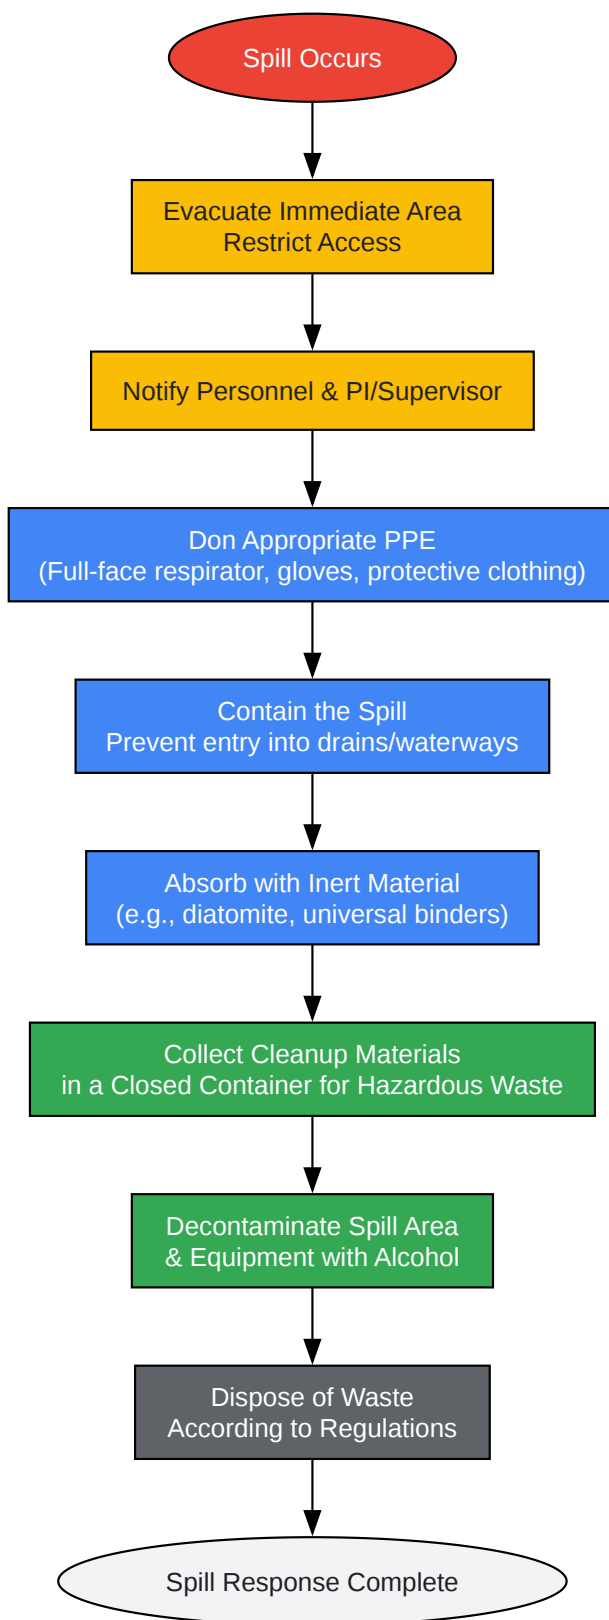 Spill Occurs
Evacuate Immediate Area
Restrict Access
Notify Personnel & PI/Supervisor
Don Appropriate PPE
(Full-face respirator, gloves, protective clothing)
Contain the Spill
Prevent entry into drains/waterways
Absorb with Inert Material
(e.g., diatomite, universal binders)
Collect Cleanup Materials
in a Closed Container for Hazardous Waste
Decontaminate Spill Area
& Equipment with Alcohol
Dispose of Waste
According to Regulations
Spill Response Complete